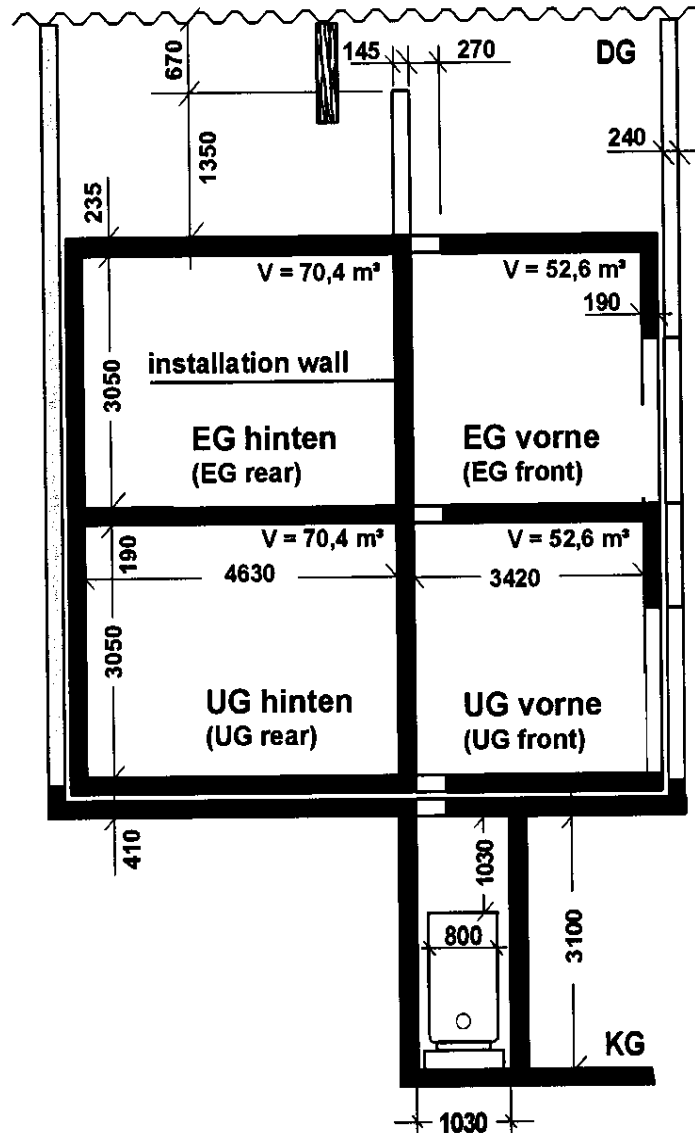 145
270
DG
670
240
1350
235
V = 70,4 m³
V = 52,6 m³
190
installation wall
3050
EG hinten
(EG rear)
EG vorne
(EG front)
V = 70,4 m³
V = 52,6 m³
190
4630
3420
3050
UG hinten
(UG rear)
UG vorne
(UG front)
410
1030
800
3100
KG
1030